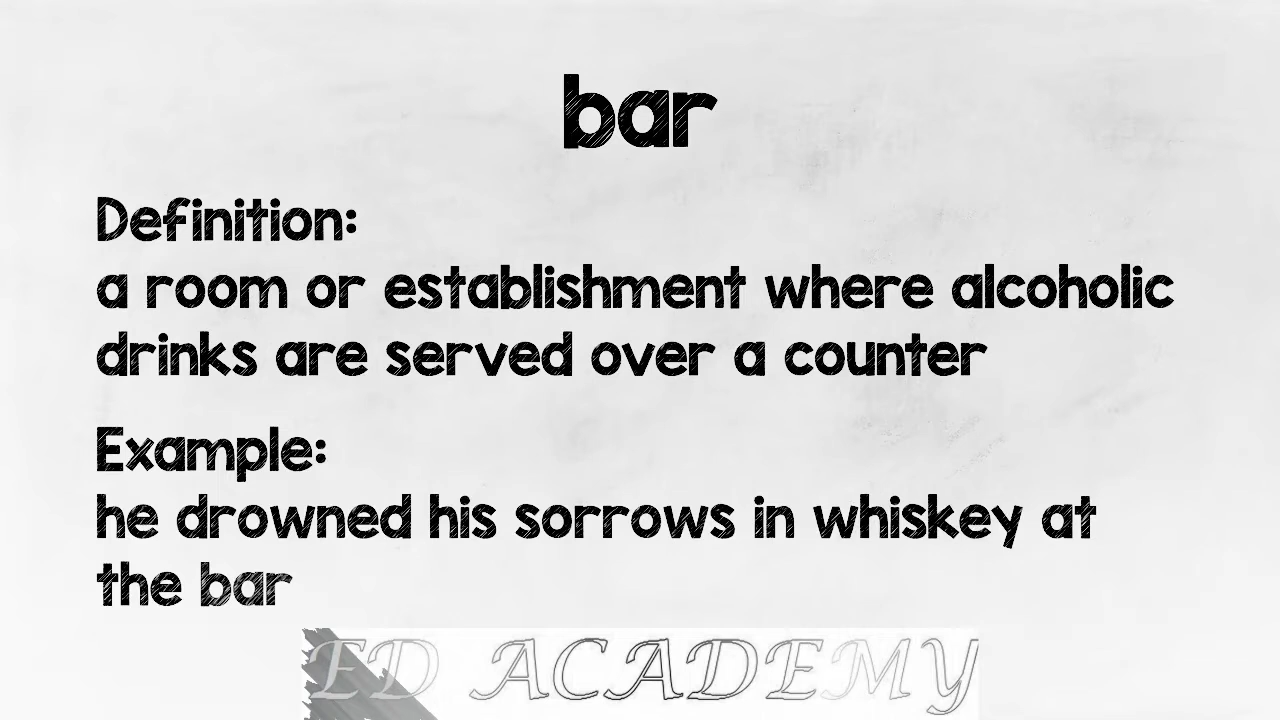 bar
Definition:
a room or establishment where alcoholic
drinks are served over a counter
Example:
he drowned his sorrows in whiskey at
the bar
ED ACADEMY